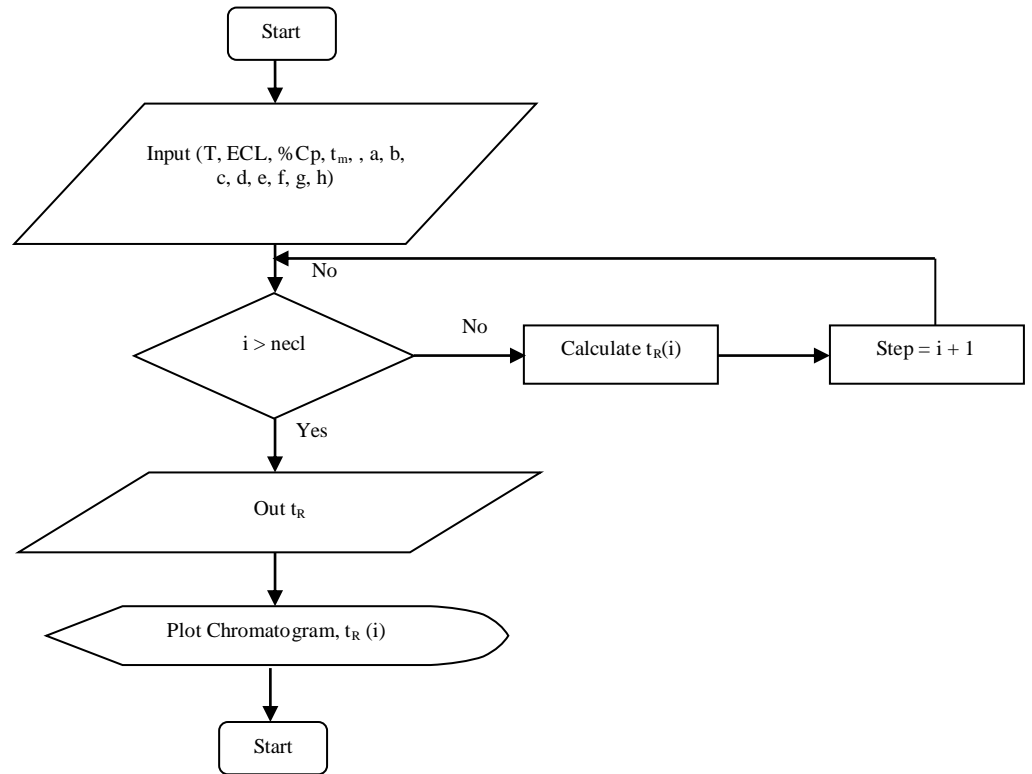 Start
Input (T, ECL, %Cp, tm, , a, b,
c, d, e, f, g, h)
No
i > necl
No
Calculate tR(i)
Step = i + 1
Yes
Out tR
Plot Chromatogram, tR (i)
Start